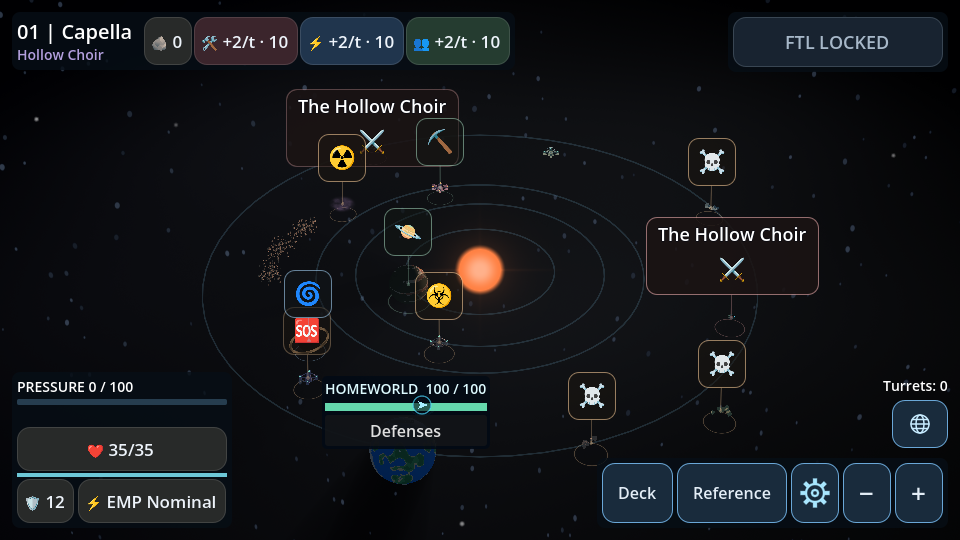 01 | Capella
Hollow Choir
0
+2/t · 10
+2/t · 10
+2/t · 10
FTL LOCKED
The Hollow Choir
The Hollow Choir
SOS
PRESSURE 0 / 100
35/35
12
EMP Nominal
HOMEWORLD 100 / 100
Defenses
Turrets: 0
Deck
Reference
−
+